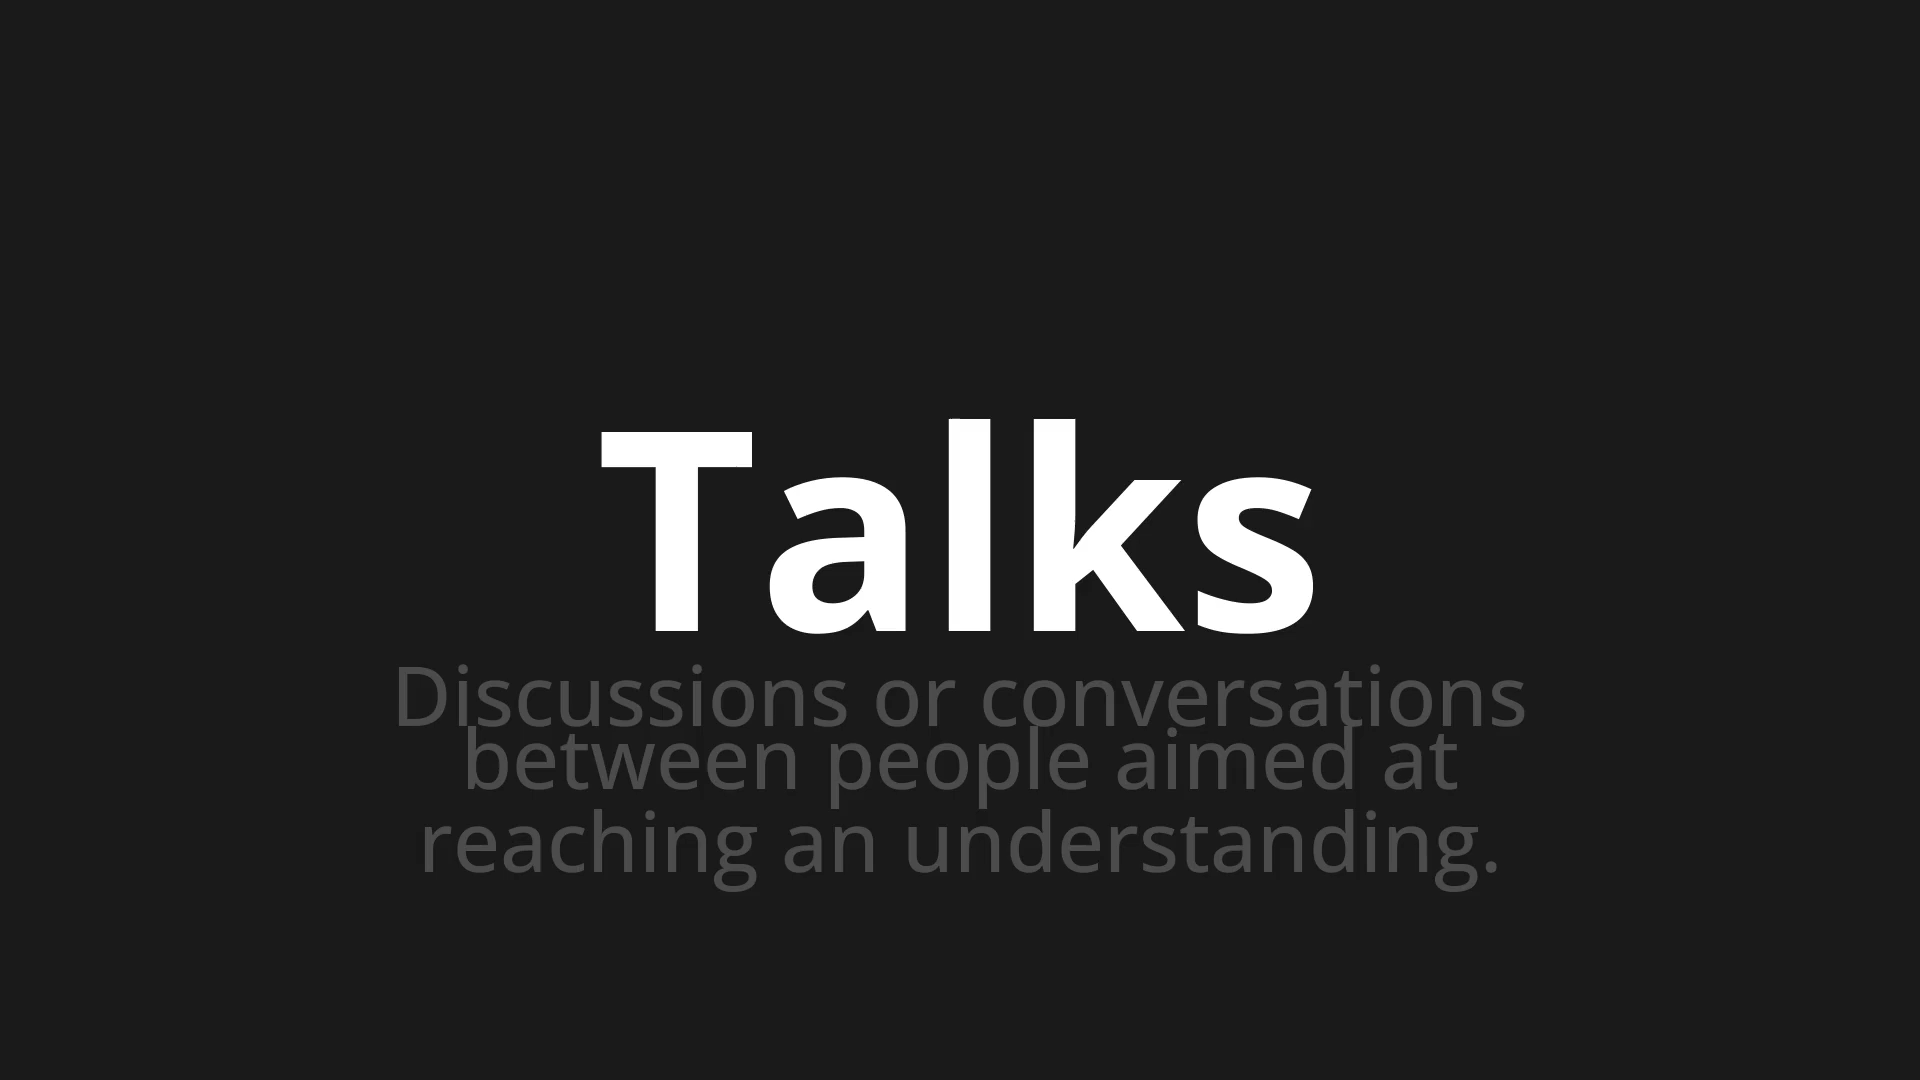 Talks
Discussions or conversations
between people aimed at
reaching an understanding.